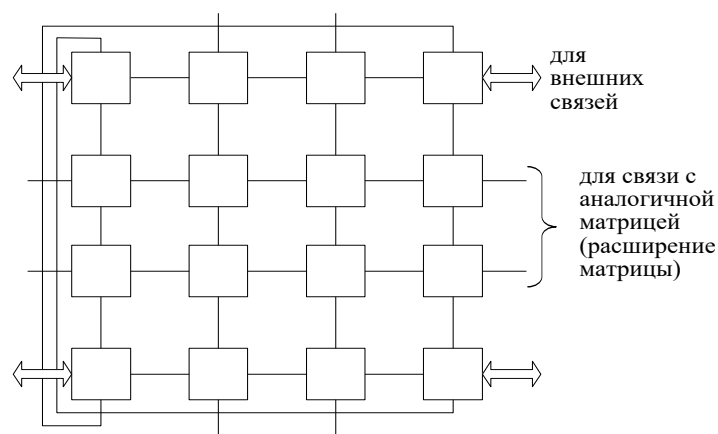 для
внешних
связей
для связи с
аналогичной
матрицей
(расширение
матрицы)